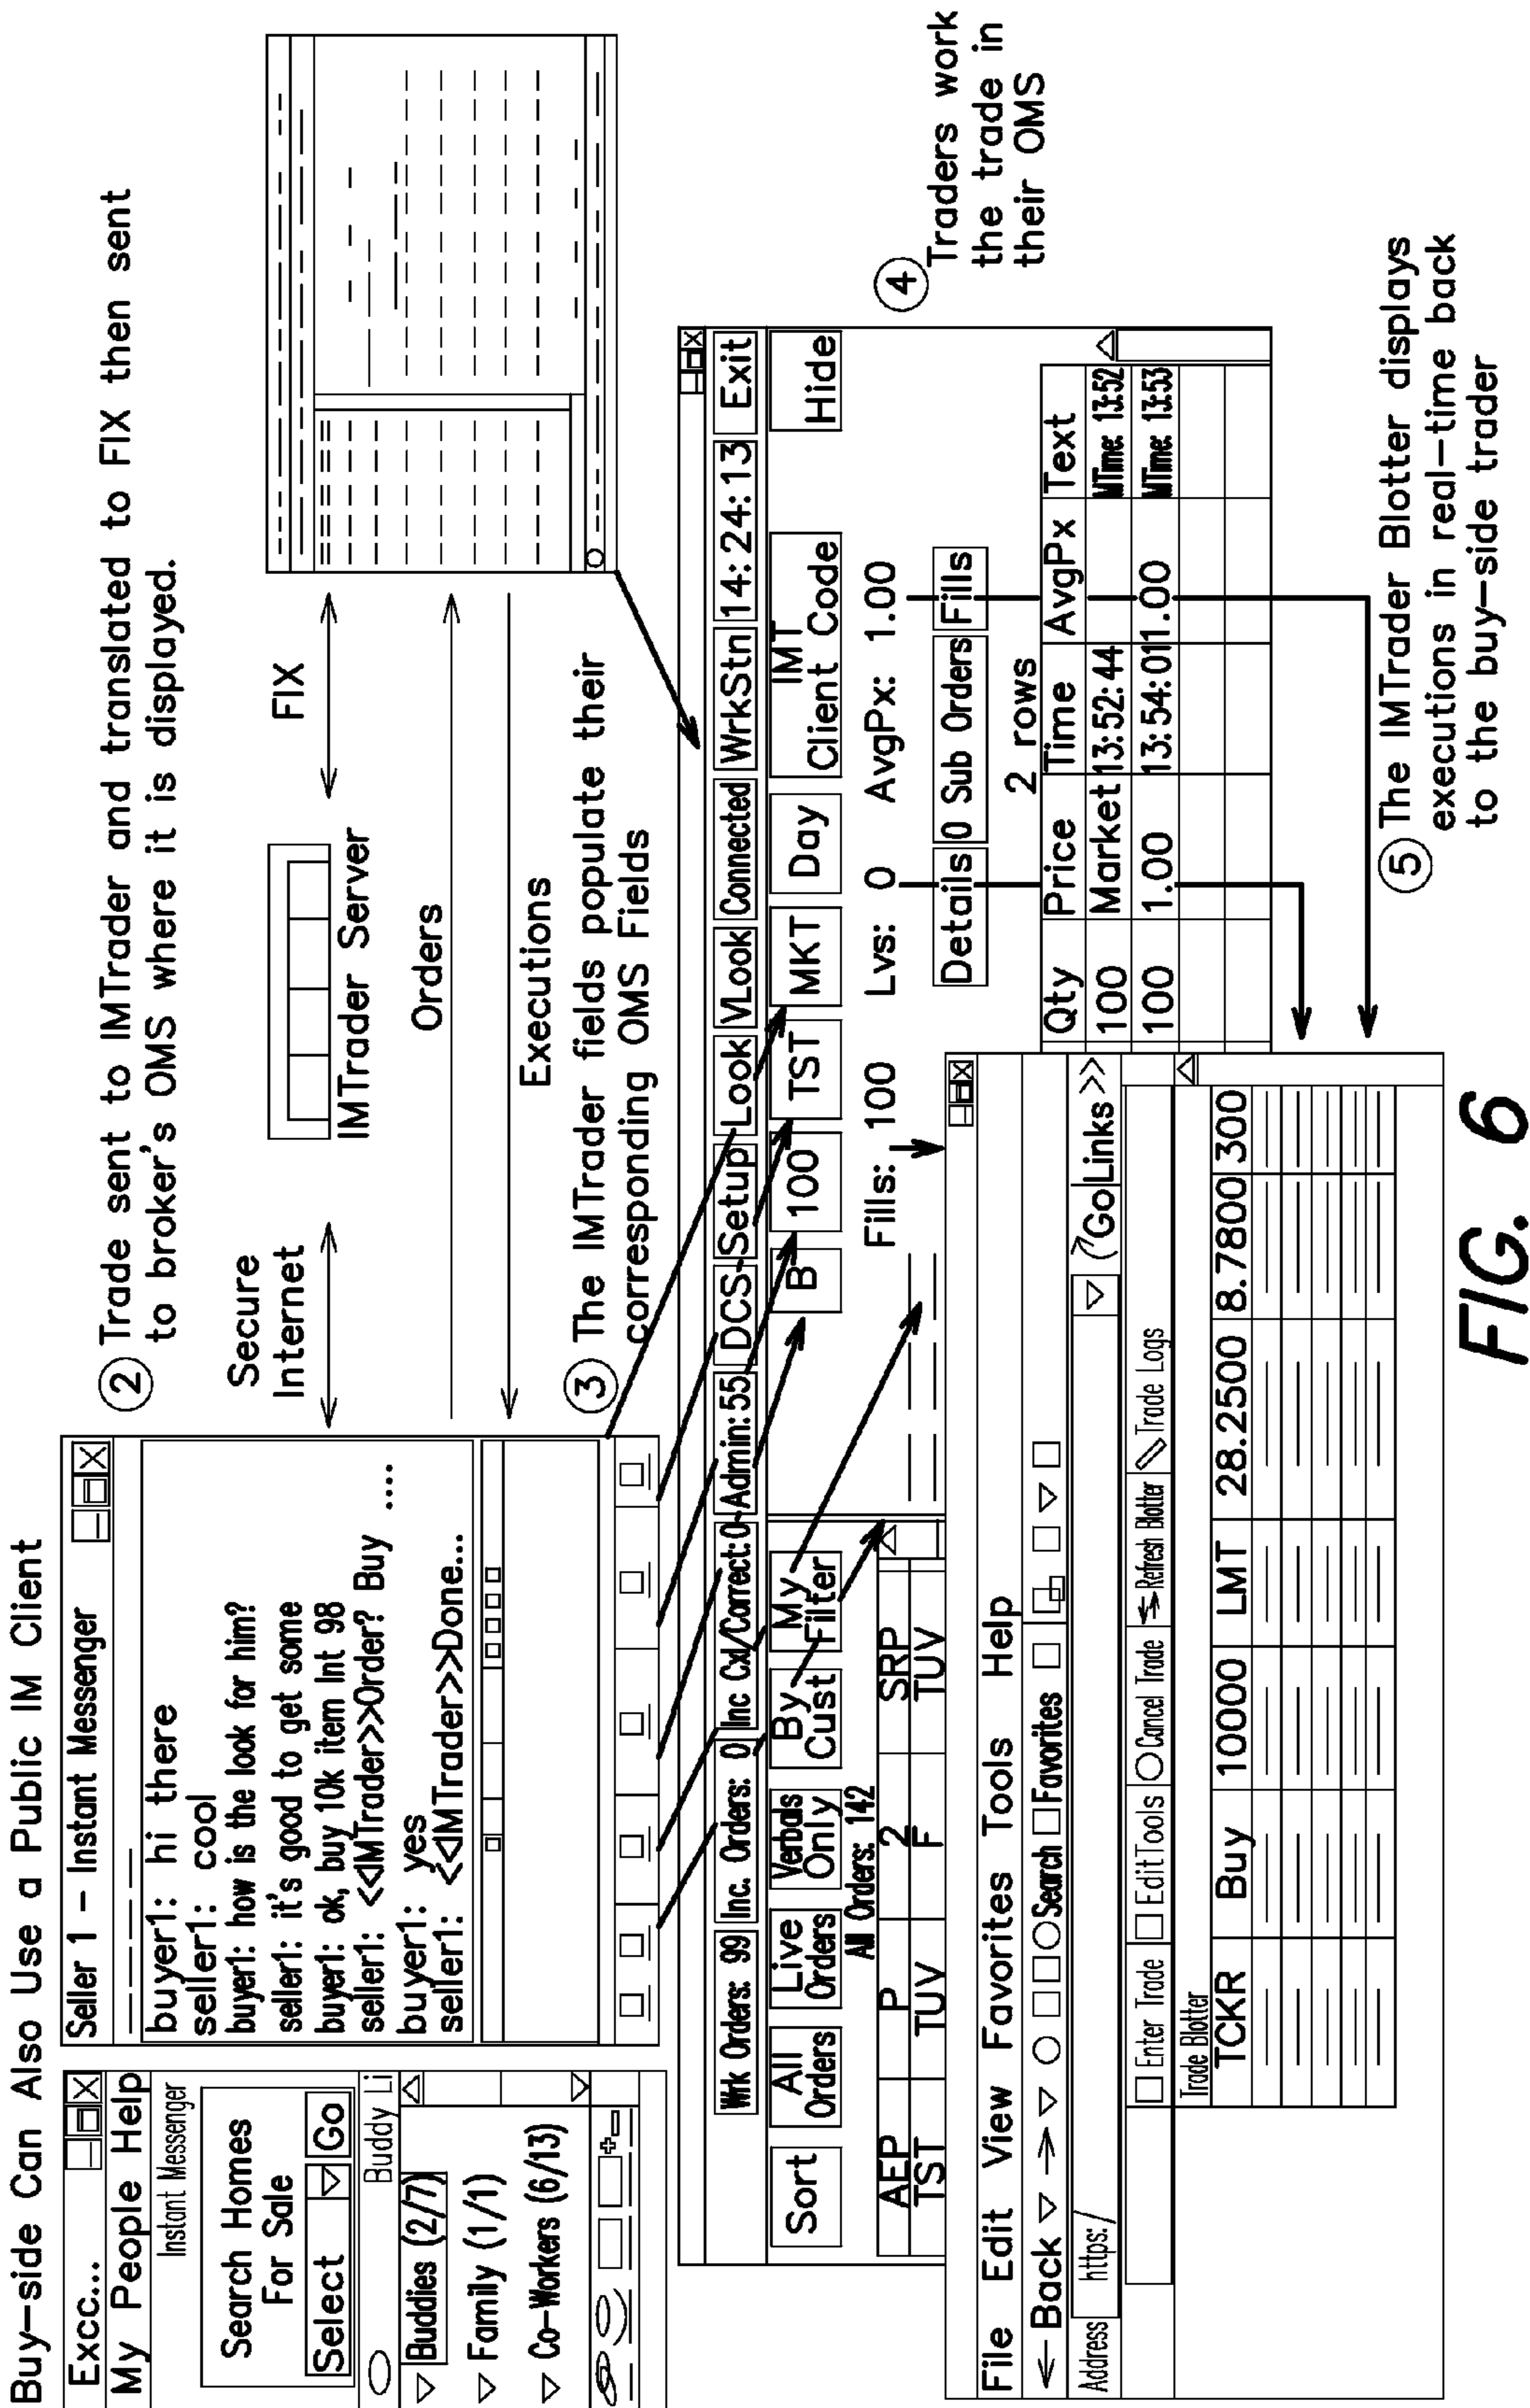 Buy-side Can Also Use a Public IM Client
Excc...
My People Help
Instant Messenger
Search Homes
For Sale
Select
Go
Buddy Li
Buddies (2/7)
Family (1/1)
Co-Workers (6/13)
Seller 1 - Instant Messenger
buyer1: hi there
seller1: cool
buyer1: how is the look for him?
seller1: it's good to get some
buyer1: ok, buy 10k item Int 98
seller1: <<IMTrader>>Order? Buy ....
buyer1: yes
seller1: <<IMTrader>>Done...
2 Trade sent to IMTrader and translated to FIX then sent
to broker's OMS where it is displayed.
Secure
Internet
IMTrader Server
FIX
Orders
Executions
3 The IMTrader fields populate their
corresponding OMS Fields
Wrk Orders: 99 Inc. Orders: 0 Inc Cxl/Correct:0 Admin:55 DCS Setup Look VLook Connected WrkStn 14:24:13 Exit
Sort
All
Orders
Live
Orders
Verbals
Only
By
Cust
My
Filter
B 100 TST MKT Day
IMT
Client Code
Hide
All Orders: 142
AEP P 2 SRP
TST TUV F TUV
Fills: 100 Lvs: 0 AvgPx: 1.00
Details 0 Sub Orders Fills
2 rows
Qty Price Time AvgPx Text
100 Market 13:52:44 MTime: 13:52
100 1.00 13:54:01 1.00 MTime: 13:53
4 Traders work
the trade in
their OMS
File Edit View Favorites Tools Help
Back Search Favorites
Address https:/ Go Links >>
Enter Trade Edit Tools Cancel Trade Refresh Blotter Trade Logs
Trade Blotter
TCKR Buy 10000 LMT 28.2500 8.7800 300
5 The IMTrader Blotter displays
executions in real-time back
to the buy-side trader
FIG. 6